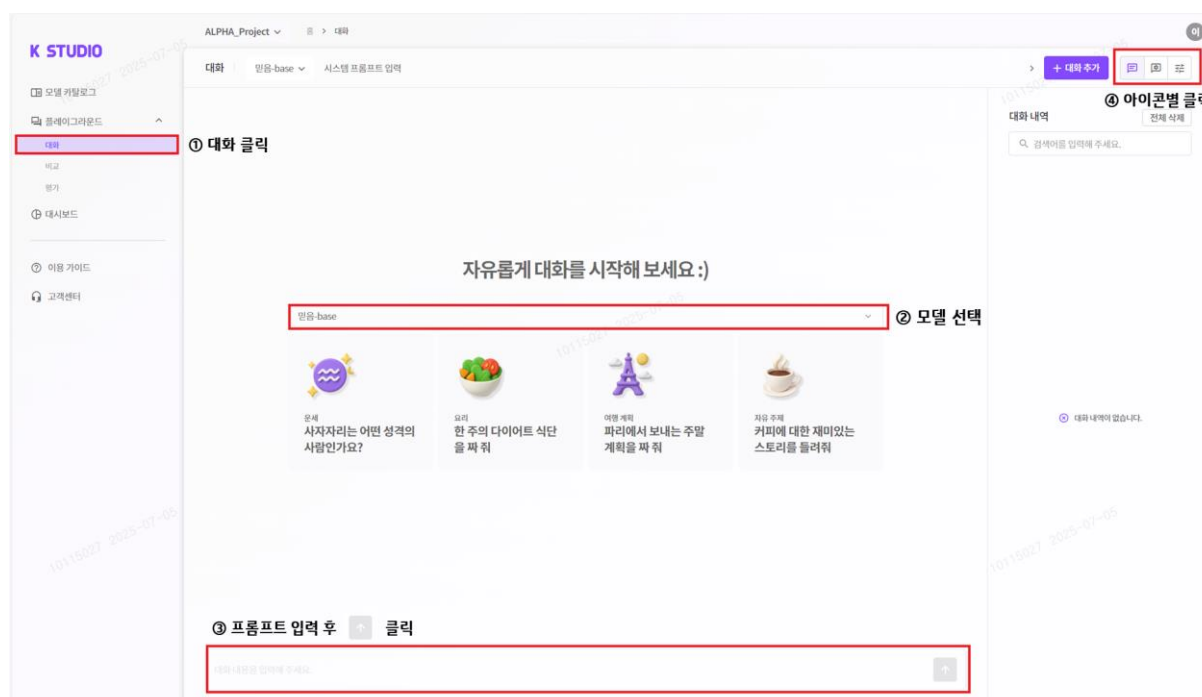 ALPHA_Project
홈 > 대화
이
K STUDIO
대화
믿음-base
시스템 프롬프트 입력
+ 대화 추가
모델 카탈로그
플레이그라운드
대화
비교
평가
대시보드
이용 가이드
고객센터
① 대화 클릭
④ 아이콘별 클릭
대화 내역
전체 삭제
검색어를 입력해 주세요.
자유롭게 대화를 시작해 보세요 :)
믿음-base
② 모델 선택
운세
사자자리는 어떤 성격의
사람인가요?
요리
한 주의 다이어트 식단
을 짜 줘
여행 계획
파리에서 보내는 주말
계획을 짜 줘
자유 주제
커피에 대한 재미있는
스토리를 들려줘
대화 내역이 없습니다.
③ 프롬프트 입력 후 클릭
대화 내용을 입력해 주세요.
10115027 2025-07-05